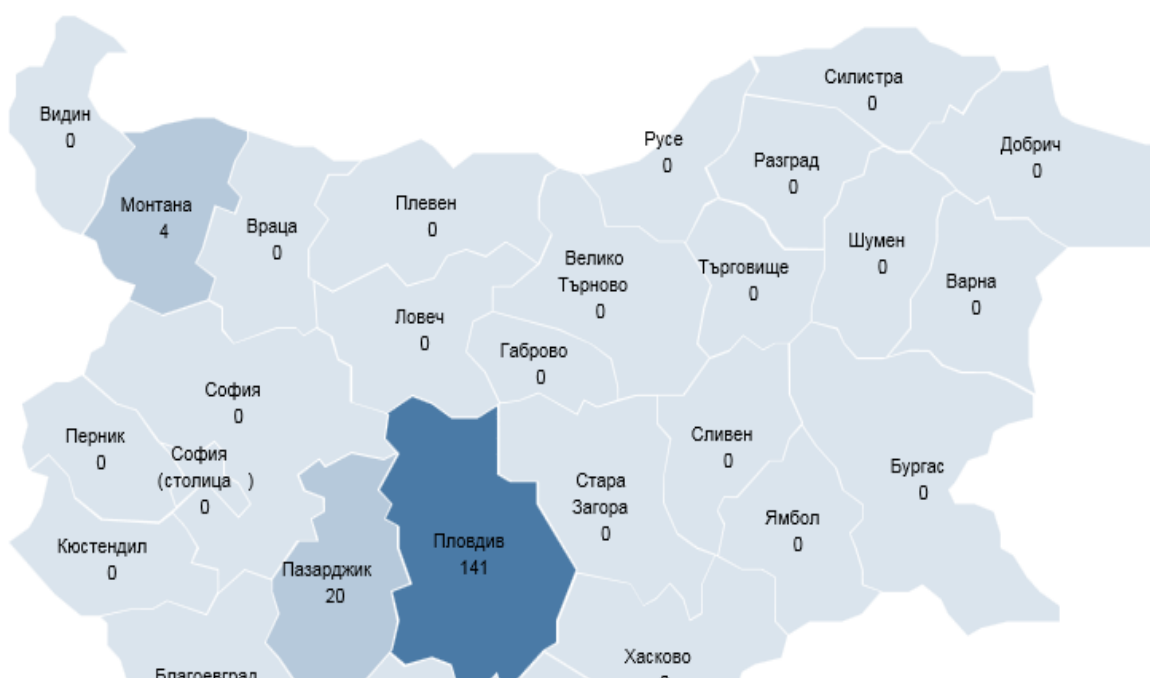 Силистра
0
Видин
0
Русе
0
Добрич
0
Разград
0
Монтана
4
Плевен
0
Враца
0
Шумен
0
Велико
Търново
0
Търговище
0
Варна
0
Ловеч
0
Габрово
0
София
0
Перник
0
София
(столица )
0
Сливен
0
Бургас
0
Стара
Загора
0
Ямбол
0
Кюстендил
0
Пловдив
141
Пазарджик
20
Хасково
Благоевград